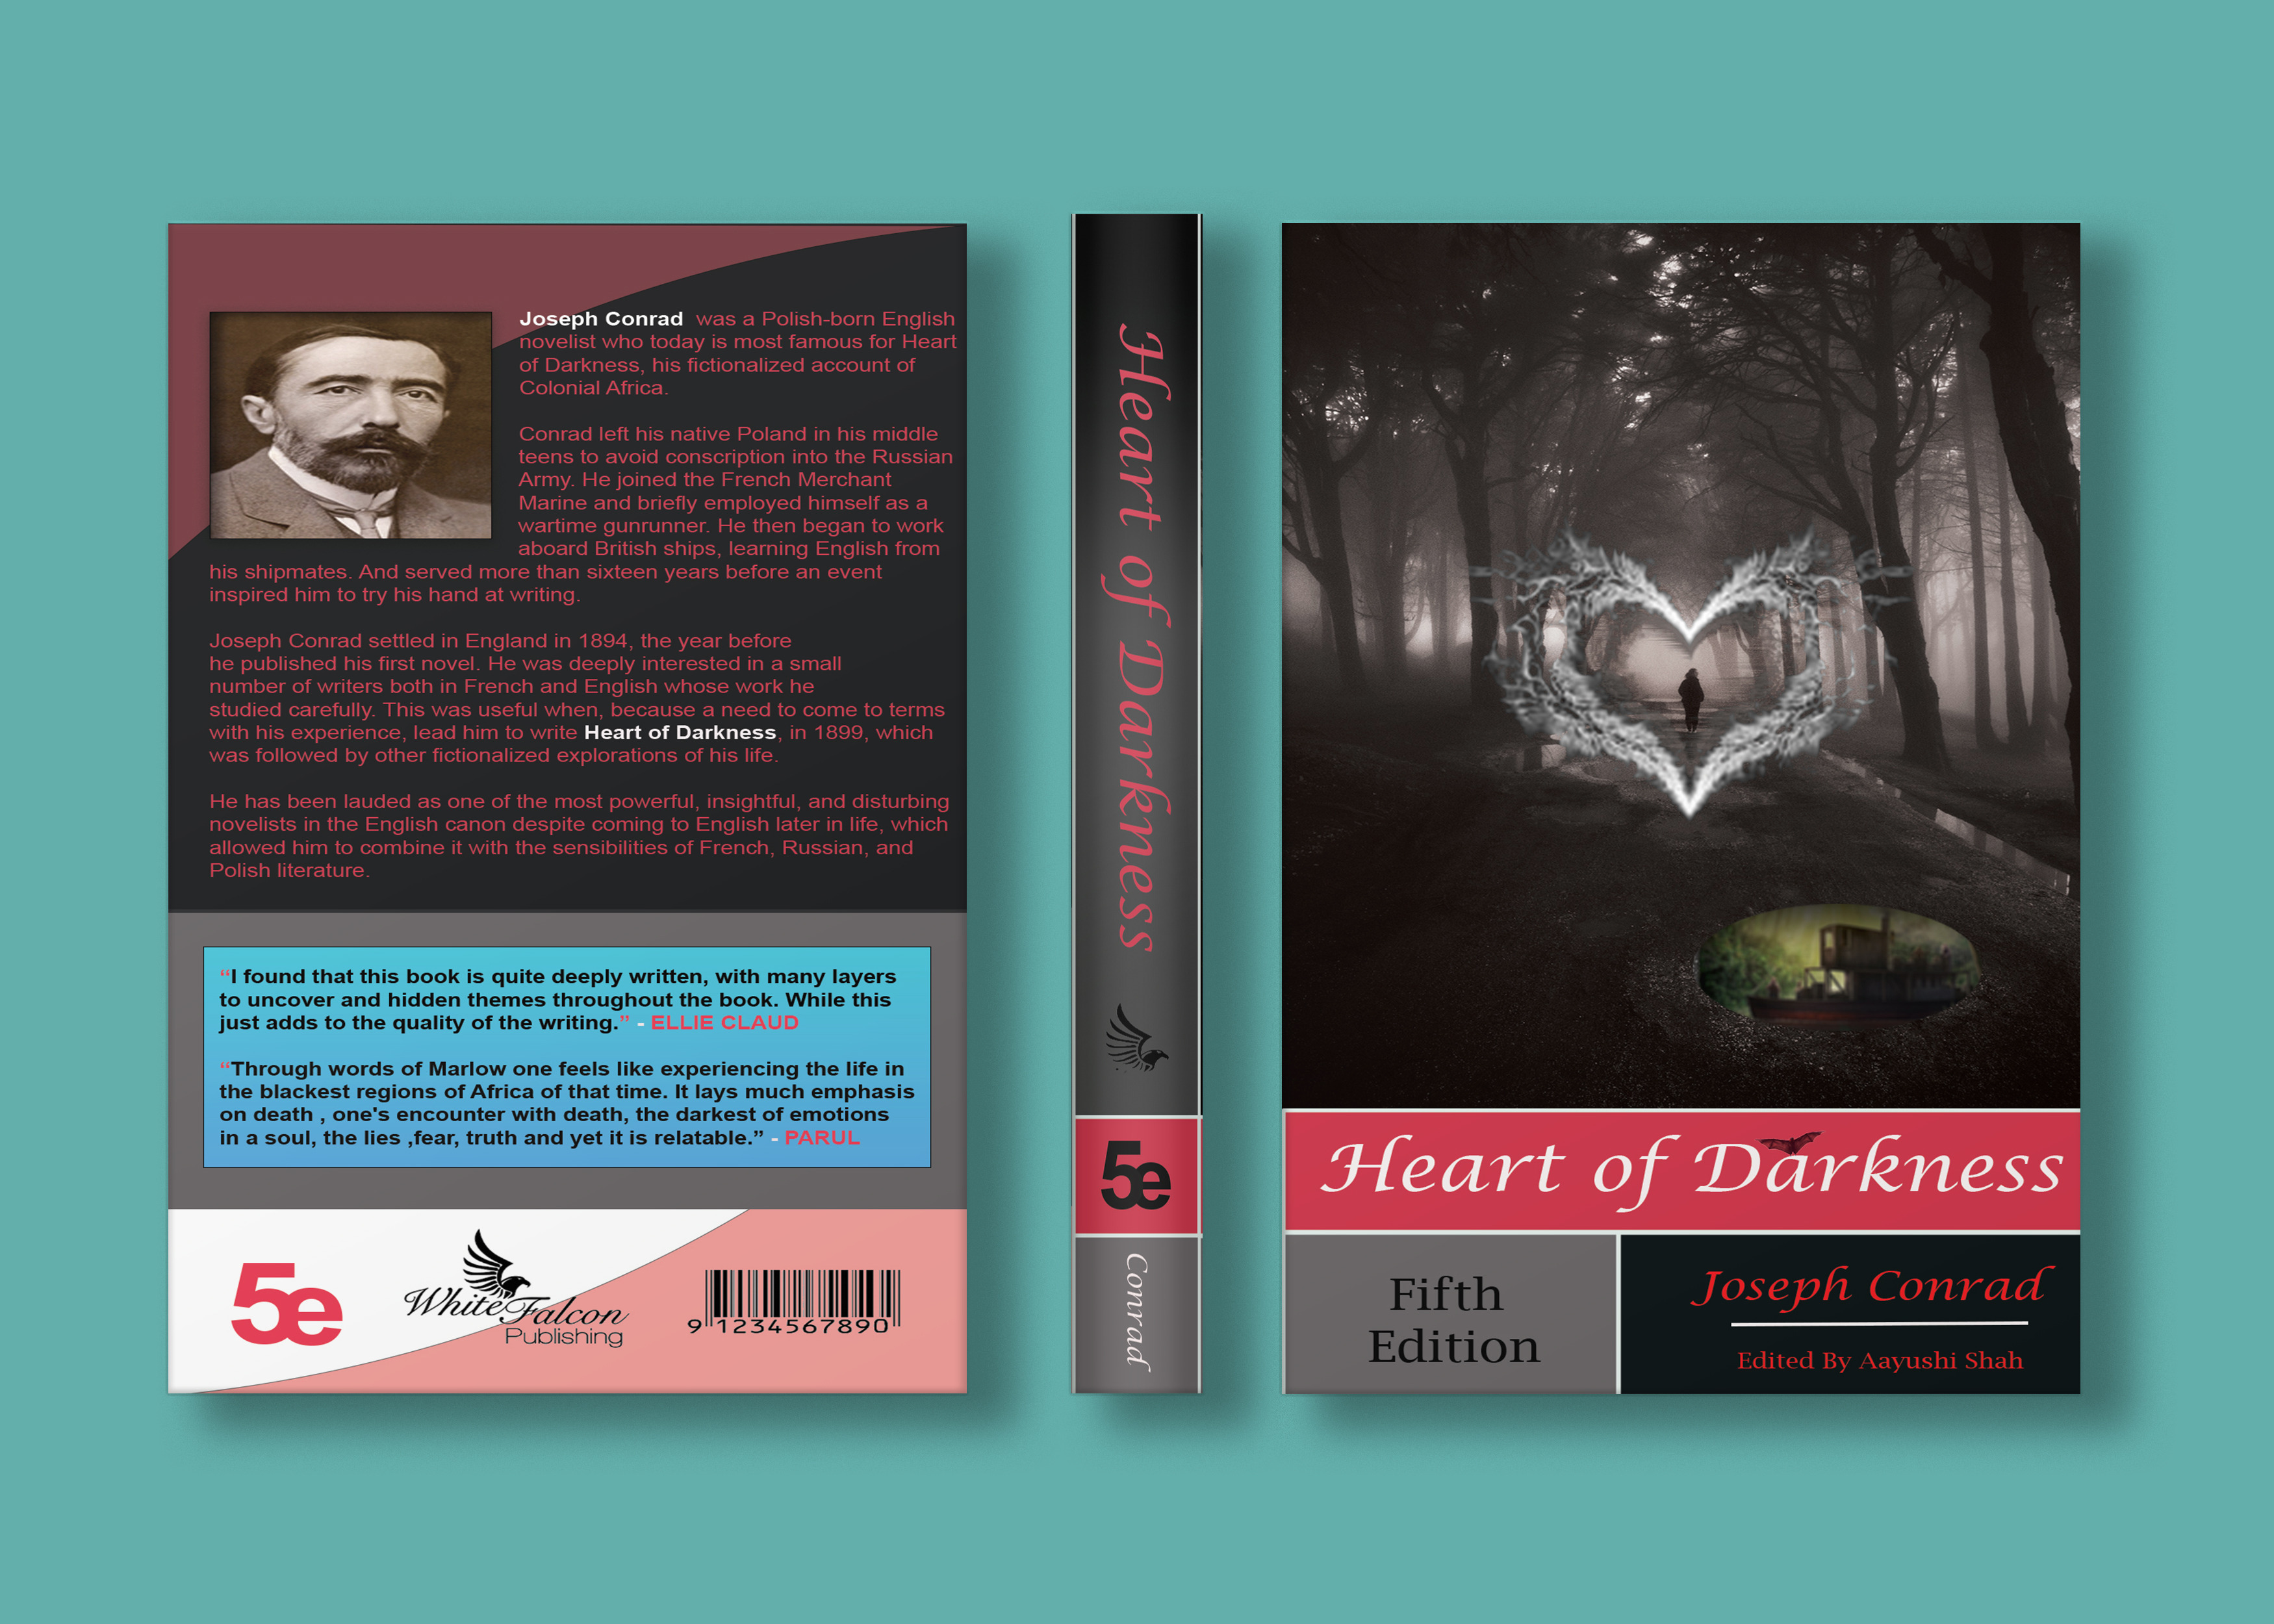 Joseph Conrad was a Polish-born English
novelist who today is most famous for Heart
of Darkness, his fictionalized account of
Colonial Africa.
Conrad left his native Poland in his middle
teens to avoid conscription into the Russian
Army. He joined the French Merchant
Marine and briefly employed himself as a
wartime gunrunner. He then began to work
aboard British ships, learning English from
his shipmates. And served more than sixteen years before an event
inspired him to try his hand at writing.
Joseph Conrad settled in England in 1894, the year before
he published his first novel. He was deeply interested in a small
number of writers both in French and English whose work he
studied carefully. This was useful when, because a need to come to terms
with his experience, lead him to write Heart of Darkness, in 1899, which
was followed by other fictionalized explorations of his life.
He has been lauded as one of the most powerful, insightful, and disturbing
novelists in the English canon despite coming to English later in life, which
allowed him to combine it with the sensibilities of French, Russian, and
Polish literature.
“I found that this book is quite deeply written, with many layers
to uncover and hidden themes throughout the book. While this
just adds to the quality of the writing.” - ELLIE CLAUD
“Through words of Marlow one feels like experiencing the life in
the blackest regions of Africa of that time. It lays much emphasis
on death , one's encounter with death, the darkest of emotions
in a soul, the lies ,fear, truth and yet it is relatable.” - PARUL
5e
White Falcon
Publishing
9 1234567890
Heart of Darkness
5e
Conrad
Heart of Darkness
Fifth
Edition
Joseph Conrad
Edited By Aayushi Shah